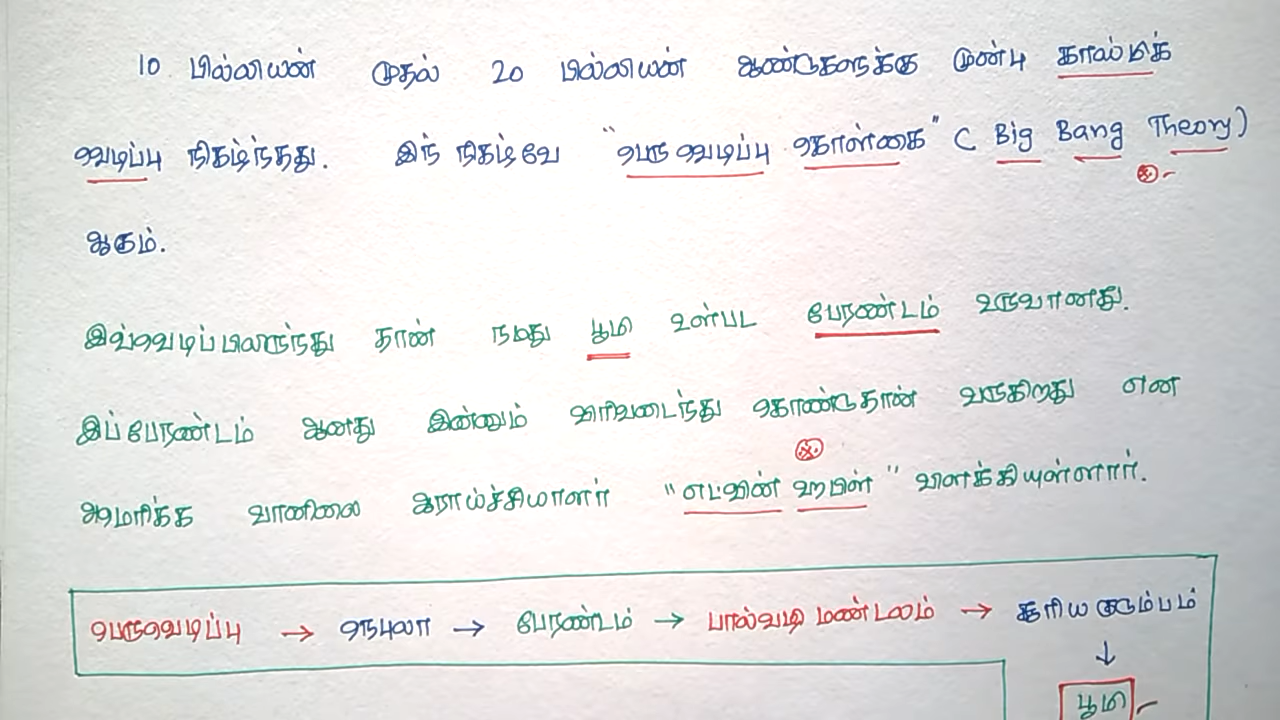 10 பில்லியன் முதல் 20 பில்லியன் ஆண்டுகளுக்கு முன்பு காஸ்மிக்
வெடிப்பு நிகழ்ந்தது. இந் நிகழ்வே "பெரு வெடிப்பு கொள்கை" ( Big Bang Theory)
ஆகும்.
இவ்வெடிப்பிலிருந்து தான் நமது பூமி உள்பட பேரண்டம் உருவானது.
இப்பேரண்டம் ஆனது இன்னும் விரிவடைந்து கொண்டுதான் வருகிறது என
அமெரிக்க வானிலை ஆராய்ச்சியாளர் "எட்வின் ஹபிள்" விளக்கியுள்ளார்.
பெருவெடிப்பு → நெபுலா → பேரண்டம் → பால்வெடி மண்டலம் → சூரிய குடும்பம்
↓
பூமி